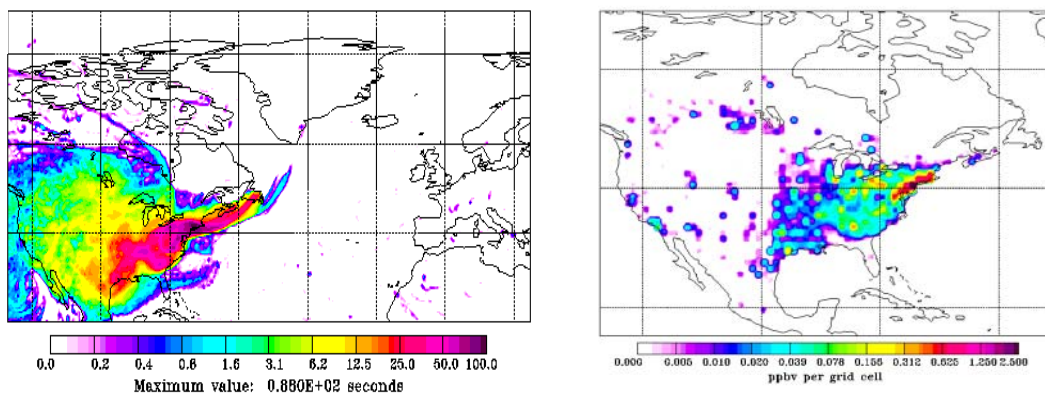 0.0 0.2 0.4 0.6 1.6 3.1 6.2 12.5 25.0 50.0 100.0
Maximum value: 0.880E+02 seconds
0.000 0.005 0.010 0.020 0.039 0.078 0.156 0.312 0.625 1.200 2.500
ppbv per grid cell